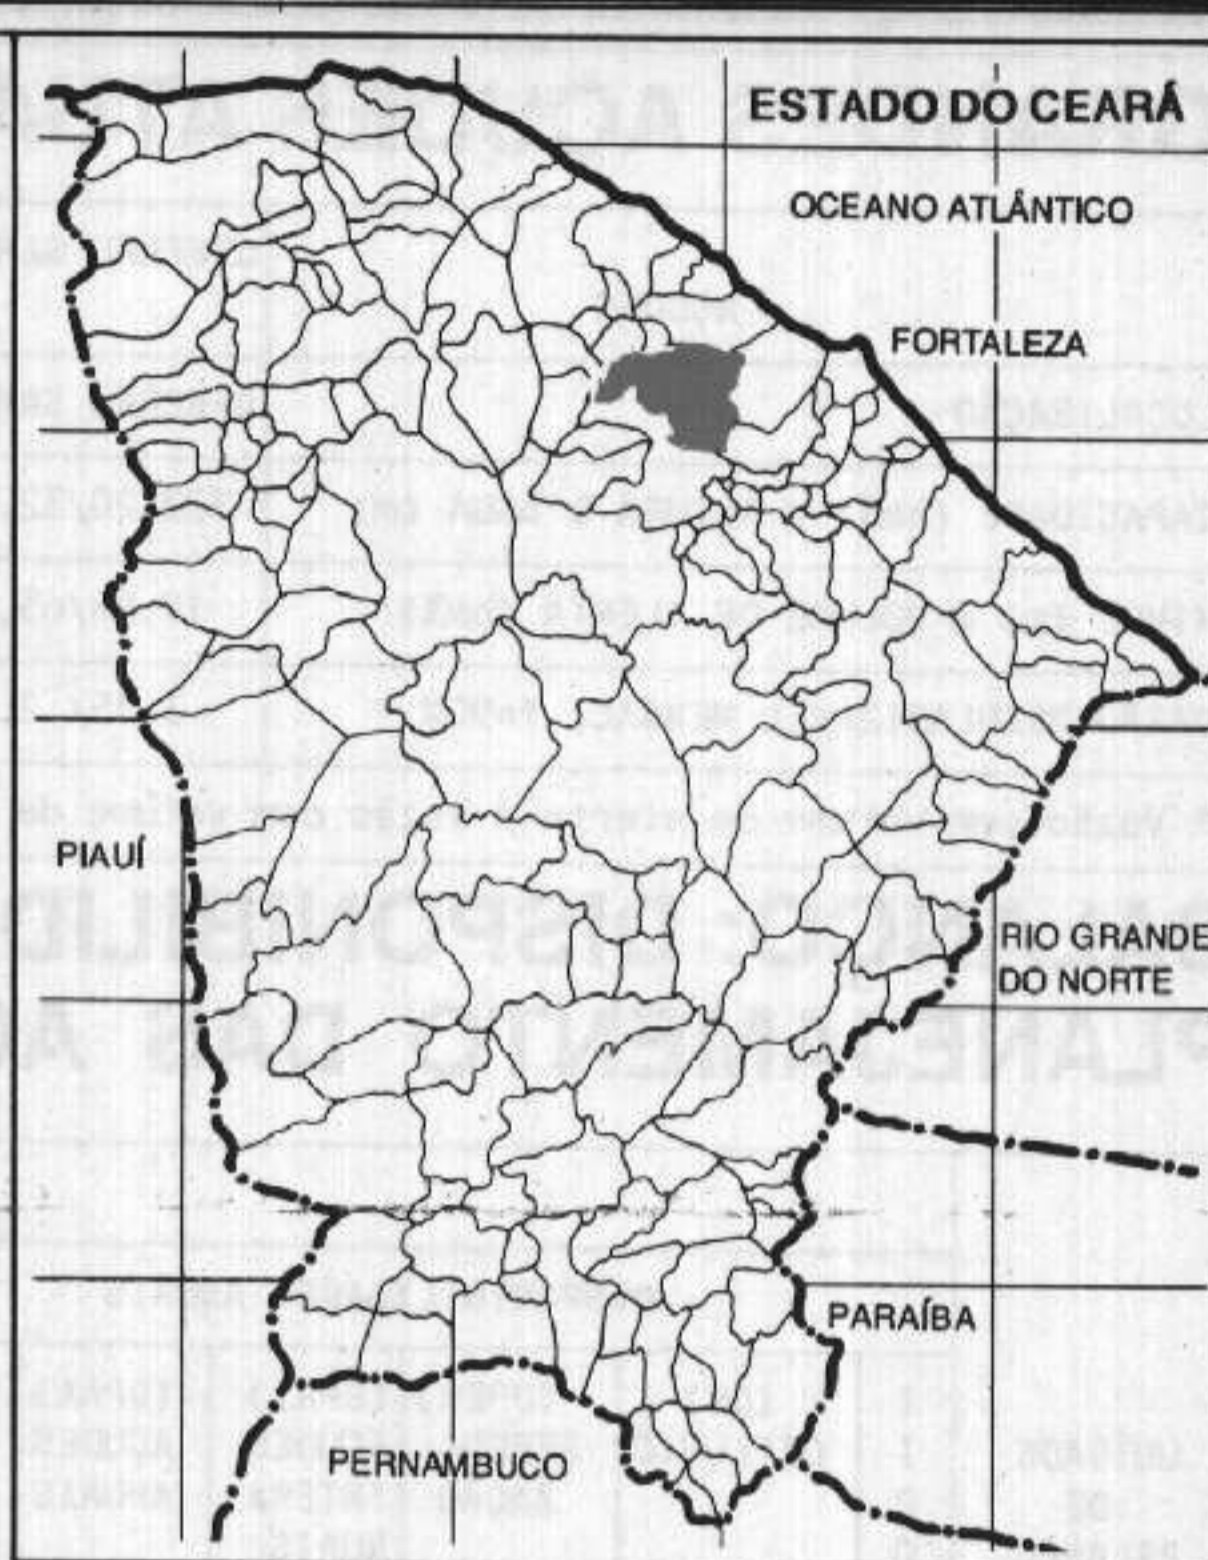 ESTADO DO CEARÁ
OCEANO ATLÂNTICO
FORTALEZA
PIAUÍ
RIO GRANDE
DO NORTE
PARAÍBA
PERNAMBUCO